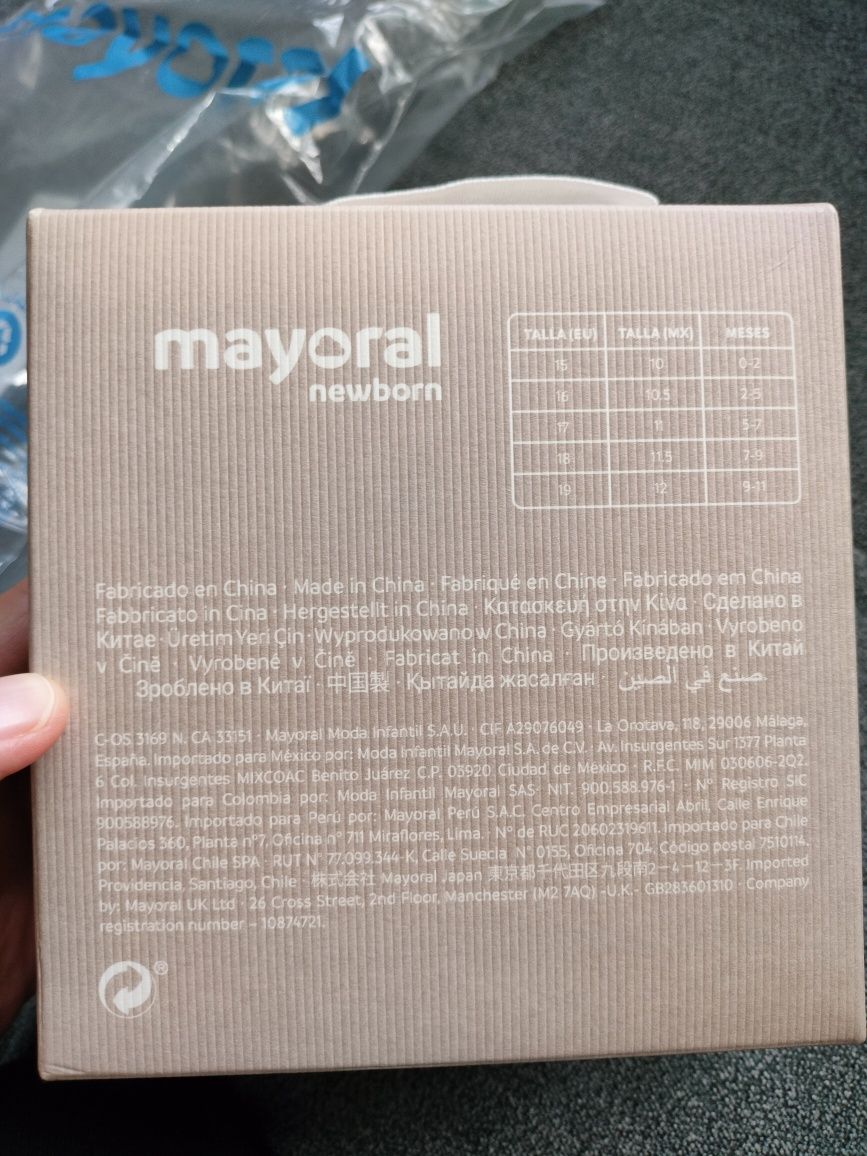 mayoral
mayoral
newborn
TALLA (EU) TALLA (MX) MESES
15 10 0-2
16 10.5 2-5
17 11 5-7
18 11.5 7-9
19 12 9-11
Fabricado en China · Made in China · Fabriqué en Chine · Fabricado em China
Fabbricato in Cina · Hergestellt in China · Κατασκευή στην Κίνα · Сделано в
Китае · Üretim Yeri Çin · Wyprodukowano w China · Gyártó Kínában · Vyrobeno
v Číně · Vyrobené v Číně · Fabricat în China · Произведено в Китай
Зроблено в Китаї · 中国製 · Қытайда жасалған · صنع في الصين
C-OS 3169 N. CA 33151 · Mayoral Moda Infantil S.A.U. · CIF A29076049 · La Orotava, 118, 29006 Málaga,
España. Importado para México por: Moda Infantil Mayoral S.A. de C.V. · Av. Insurgentes Sur 1377 Planta
6 Col. Insurgentes MIXCOAC Benito Juárez C.P. 03920 Ciudad de México · R.F.C. MIM 030606-2Q2.
Importado para Colombia por: Moda Infantil Mayoral SAS· NIT. 900.588.976-1 · N° Registro SIC
900588976. Importado para Perú por: Mayoral Perú S.A.C. Centro Empresarial Abril, Calle Enrique
Palacios 360, Planta n°7, Oficina n° 711 Miraflores, Lima. · N° de RUC 20602319611. Importado para Chile
por: Mayoral Chile SPA · RUT N° 77.099.344-K, Calle Suecia N° 0155, Oficina 704, Código postal 7510114,
Providencia, Santiago, Chile · 株式会社 Mayoral Japan 東京都千代田区九段南2-4-12-3F Imported
by: Mayoral UK Ltd · 26 Cross Street, 2nd Floor, Manchester (M2 7AQ) -U.K.- GB283601310 · Company
registration number – 10874721.
®